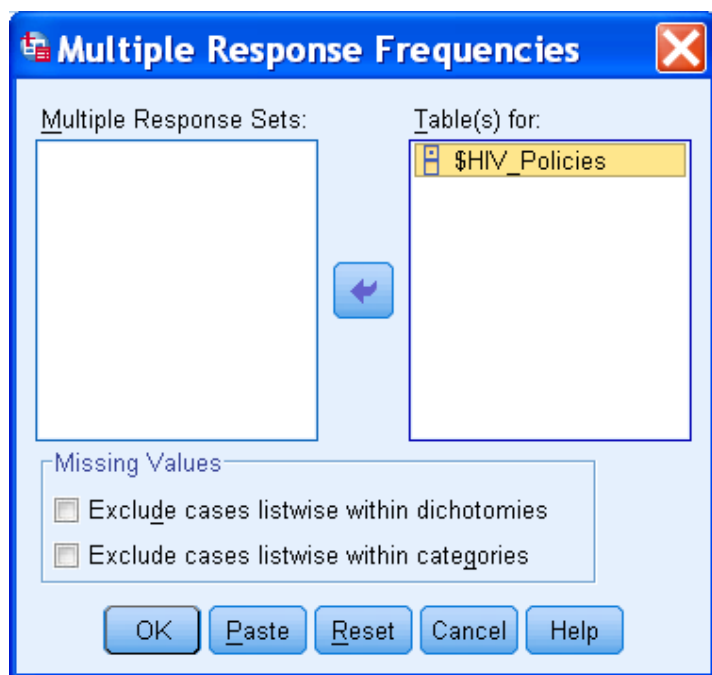 Multiple Response Frequencies
Multiple Response Sets:
Table(s) for:
$HIV_Policies
Missing Values
Exclude cases listwise within dichotomies
Exclude cases listwise within categories
OK Paste Reset Cancel Help